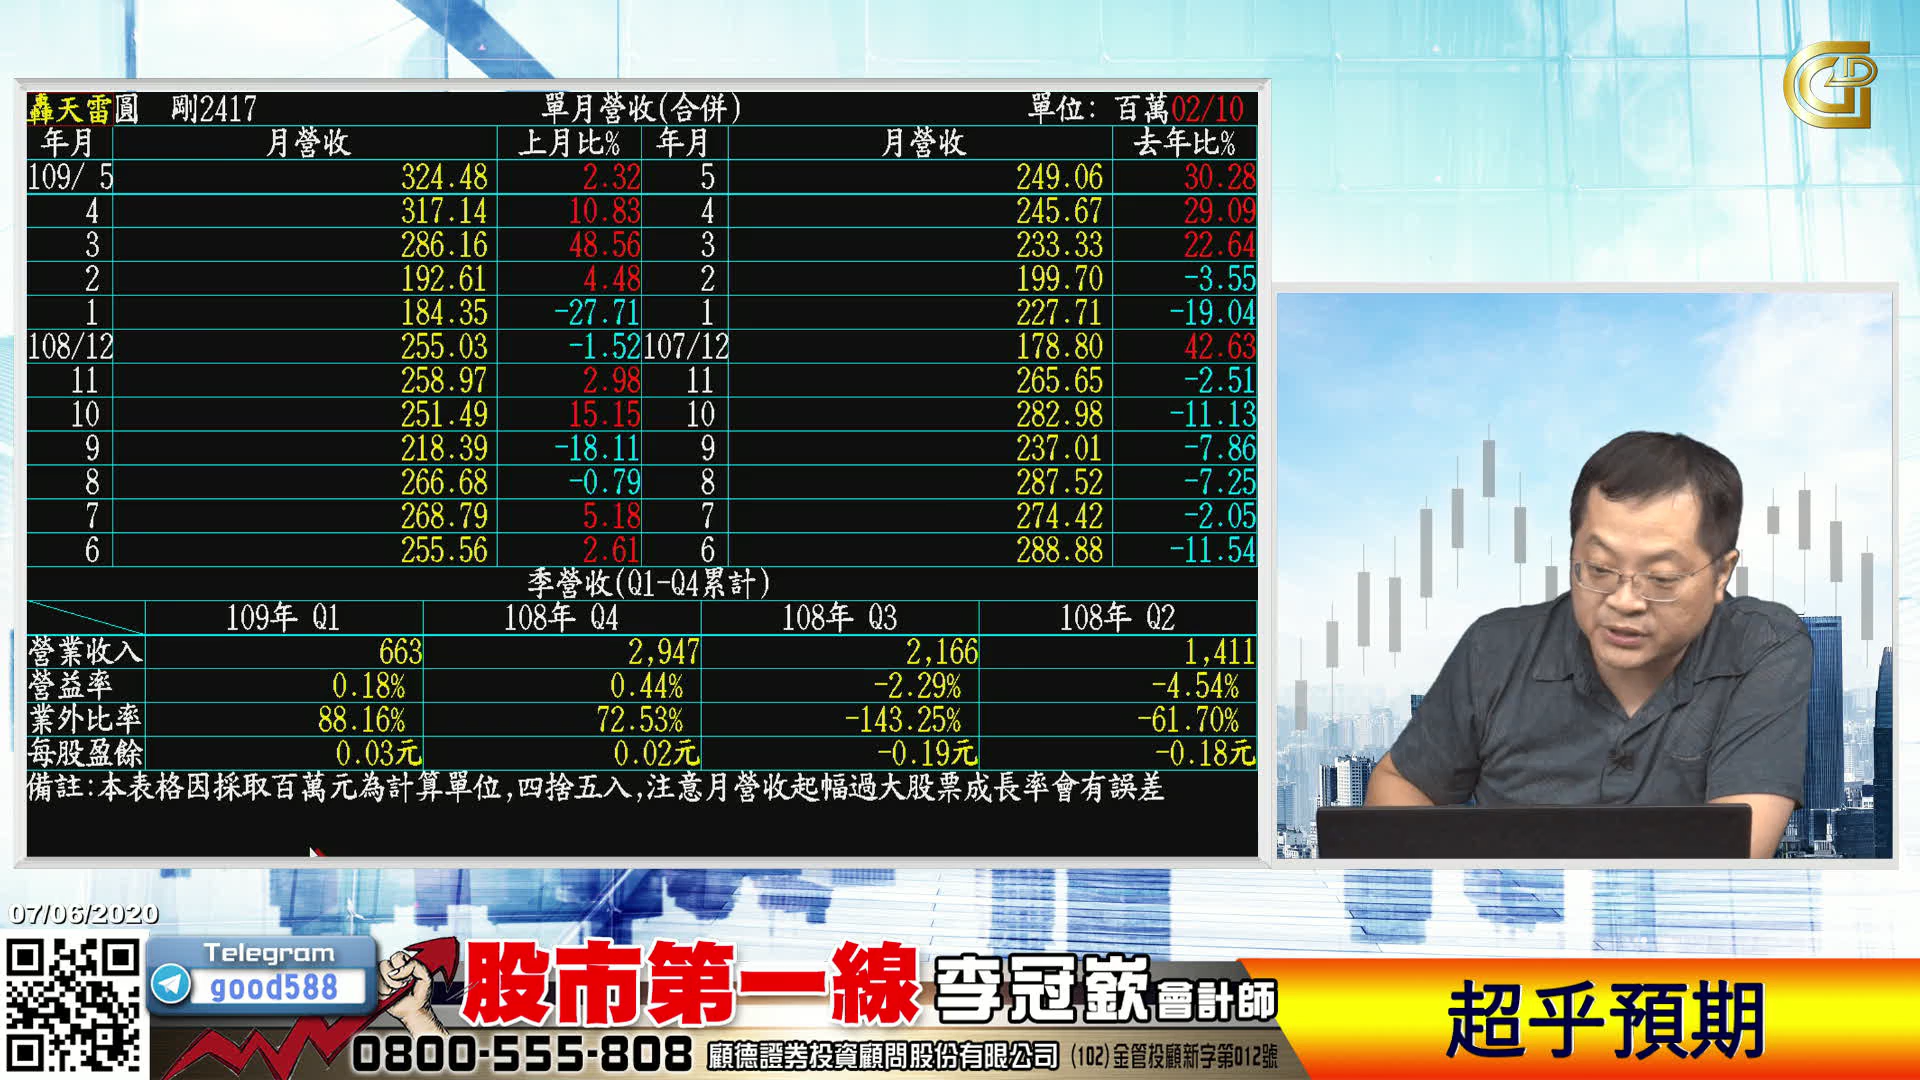 轟天雷圓 剛2417 單月營收(合併) 單位: 百萬02/10
年月 月營收 上月比% 年月 月營收 去年比%
109/ 5 324.48 2.32 5 249.06 30.28
4 317.14 10.83 4 245.67 29.09
3 286.16 48.56 3 233.33 22.64
2 192.61 4.48 2 199.70 -3.55
1 184.35 -27.71 1 227.71 -19.04
108/12 255.03 -1.52 107/12 178.80 42.63
11 258.97 2.98 11 265.65 -2.51
10 251.49 15.15 10 282.98 -11.13
9 218.39 -18.11 9 237.01 -7.86
8 266.68 -0.79 8 287.52 -7.25
7 268.79 5.18 7 274.42 -2.05
6 255.56 2.61 6 288.88 -11.54
季營收(Q1-Q4累計)
109年 Q1 108年 Q4 108年 Q3 108年 Q2
營業收入 663 2,947 2,166 1,411
營益率 0.18% 0.44% -2.29% -4.54%
業外比率 88.16% 72.53% -143.25% -61.70%
每股盈餘 0.03元 0.02元 -0.19元 -0.18元
備註:本表格因採取百萬元為計算單位,四捨五入,注意月營收起幅過大股票成長率會有誤差
07/06/2020
Telegram
good588
股市第一線 李冠嶔會計師
0800-555-808 顧德證券投資顧問股份有限公司 (102)金管投顧新字第012號
超乎預期